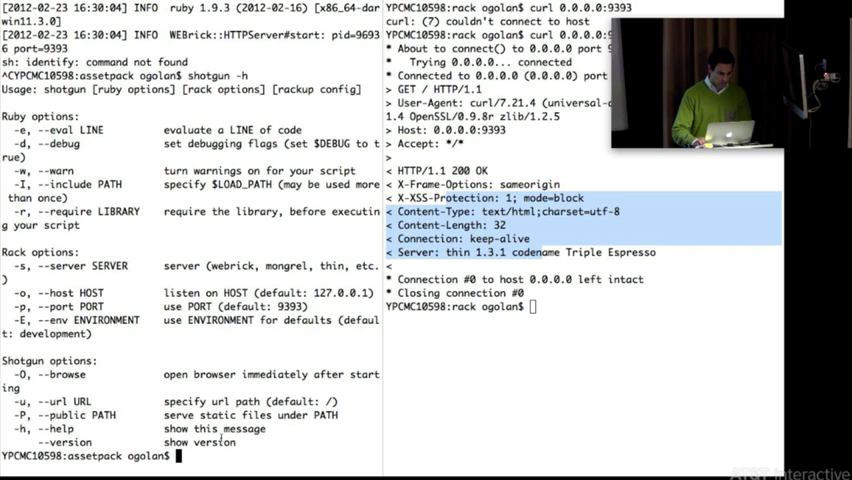 [2012-02-23 16:30:04] INFO  ruby 1.9.3 (2012-02-16) [x86_64-dar
win11.3.0]
[2012-02-23 16:30:04] INFO  WEBrick::HTTPServer#start: pid=9693
6 port=9393
sh: identify: command not found
^CYPCMC10598:assetpack ogolan$ shotgun -h
Usage: shotgun [ruby options] [rack options] [rackup config]
Ruby options:
-e, --eval LINE          evaluate a LINE of code
-d, --debug              set debugging flags (set $DEBUG to t
rue)
-w, --warn               turn warnings on for your script
-I, --include PATH       specify $LOAD_PATH (may be used more
than once)
-r, --require LIBRARY    require the library, before executin
g your script
Rack options:
-s, --server SERVER      server (webrick, mongrel, thin, etc.
)
-o, --host HOST          listen on HOST (default: 127.0.0.1)
-p, --port PORT          use PORT (default: 9393)
-E, --env ENVIRONMENT    use ENVIRONMENT for defaults (defaul
t: development)
Shotgun options:
-O, --browse             open browser immediately after start
ing
-u, --url URL            specify url path (default: /)
-P, --public PATH        serve static files under PATH
-h, --help               show this message
--version            show version
YPCMC10598:assetpack ogolan$
YPCMC10598:rack ogolan$ curl 0.0.0.0:9393
curl: (7) couldn't connect to host
YPCMC10598:rack ogolan$ curl 0.0.0.0:9393
* About to connect() to 0.0.0.0 port 9
*   Trying 0.0.0.0... connected
* Connected to 0.0.0.0 (0.0.0.0) port
> GET / HTTP/1.1
> User-Agent: curl/7.21.4 (universal-a
1.4 OpenSSL/0.9.8r zlib/1.2.5
> Host: 0.0.0.0:9393
> Accept: */*
>
< HTTP/1.1 200 OK
< X-Frame-Options: sameorigin
< X-XSS-Protection: 1; mode=block
< Content-Type: text/html;charset=utf-8
< Content-Length: 32
< Connection: keep-alive
< Server: thin 1.3.1 codename Triple Espresso
<
* Connection #0 to host 0.0.0.0 left intact
* Closing connection #0
YPCMC10598:rack ogolan$
AT&T Interactive